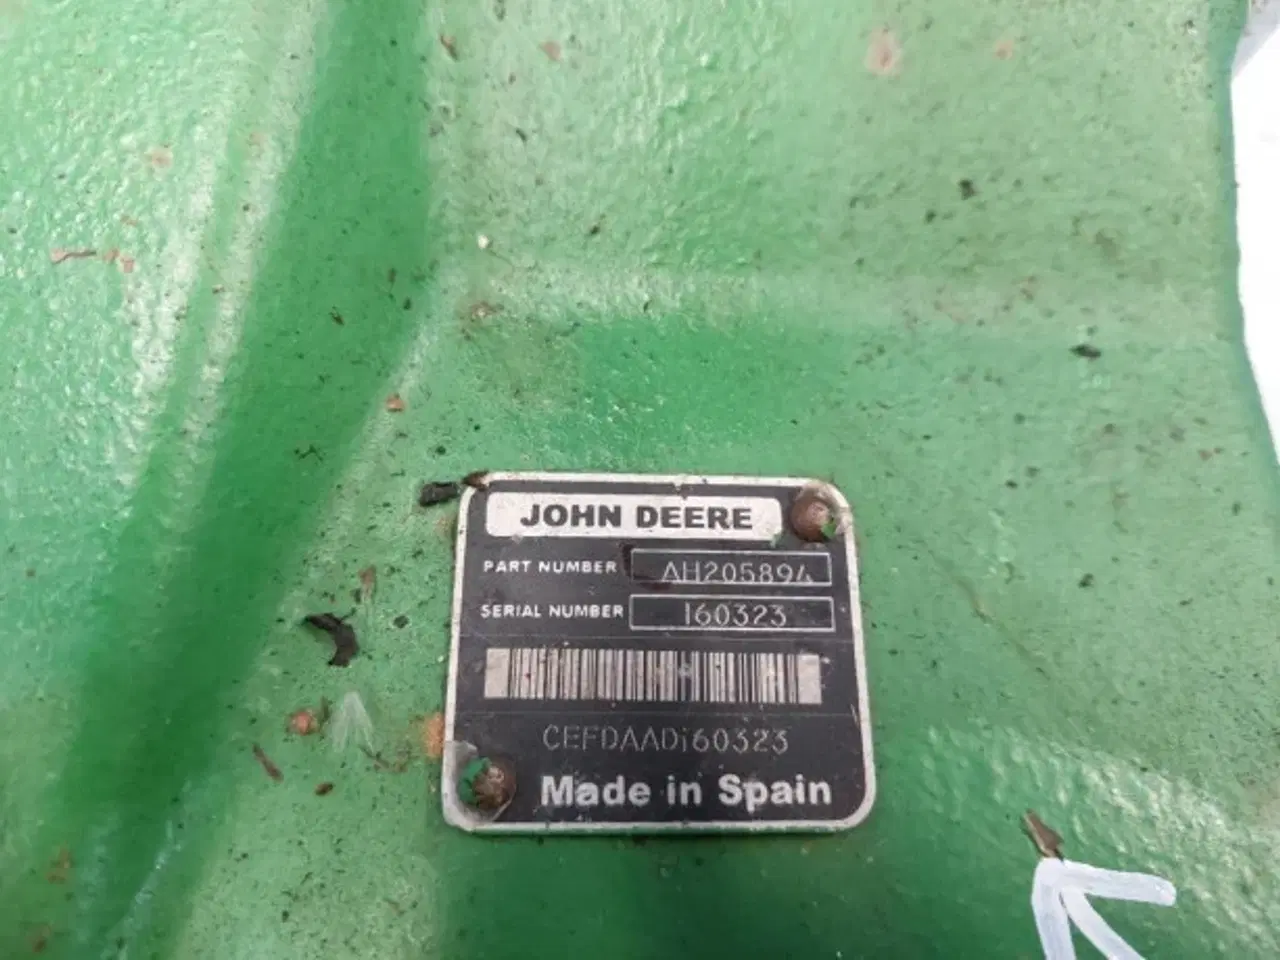 JOHN DEERE
PART NUMBER AH205894
SERIAL NUMBER 160323
CEFDAAD160323
Made in Spain